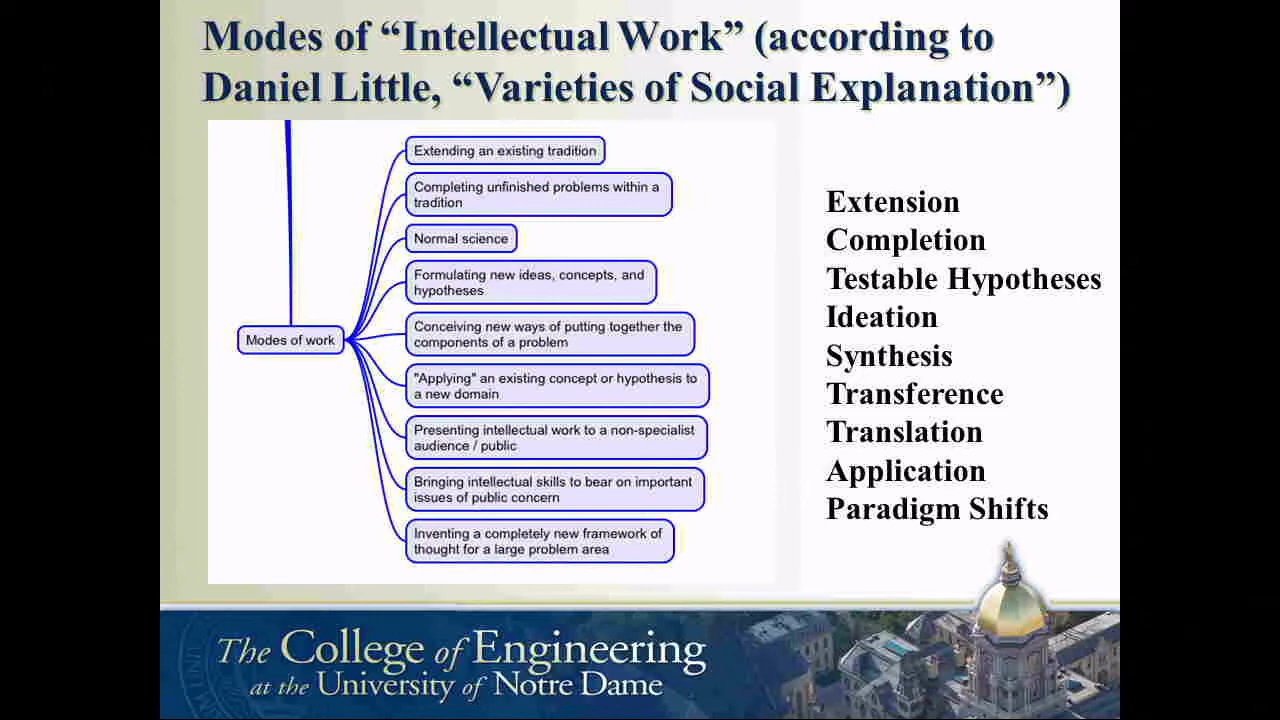 Modes of “Intellectual Work” (according to
Daniel Little, “Varieties of Social Explanation”)
Modes of work
Extending an existing tradition
Completing unfinished problems within a
tradition
Normal science
Formulating new ideas, concepts, and
hypotheses
Conceiving new ways of putting together the
components of a problem
"Applying" an existing concept or hypothesis to
a new domain
Presenting intellectual work to a non-specialist
audience / public
Bringing intellectual skills to bear on important
issues of public concern
Inventing a completely new framework of
thought for a large problem area
Extension
Completion
Testable Hypotheses
Ideation
Synthesis
Transference
Translation
Application
Paradigm Shifts
The College of Engineering
at the University of Notre Dame